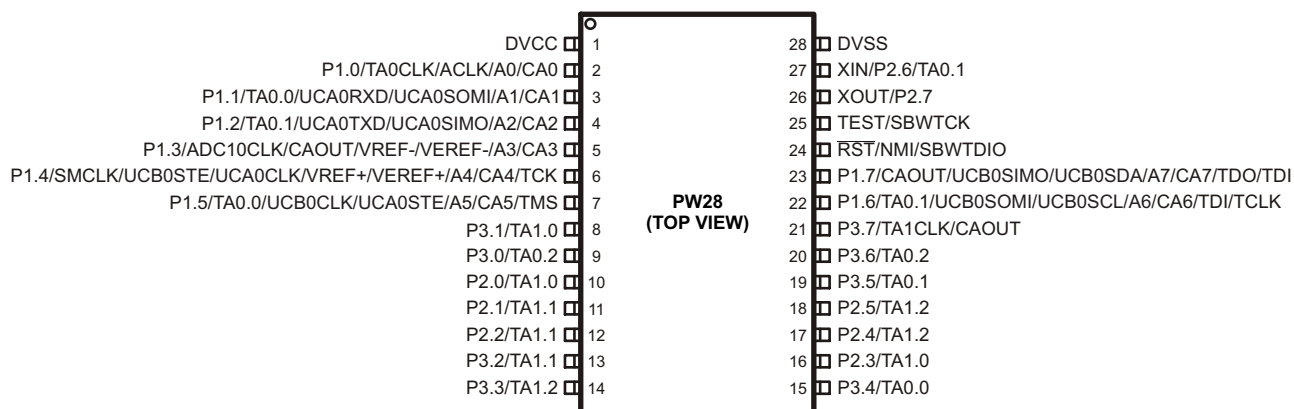 DVCC 1 28 DVSS
P1.0/TA0CLK/ACLK/A0/CA0 2 27 XIN/P2.6/TA0.1
P1.1/TA0.0/UCA0RXD/UCA0SOMI/A1/CA1 3 26 XOUT/P2.7
P1.2/TA0.1/UCA0TXD/UCA0SIMO/A2/CA2 4 25 TEST/SBWTCK
P1.3/ADC10CLK/CAOUT/VREF-/VEREF-/A3/CA3 5 24 RST/NMI/SBWTDIO
P1.4/SMCLK/UCB0STE/UCA0CLK/VREF+/VEREF+/A4/CA4/TCK 6 23 P1.7/CAOUT/UCB0SIMO/UCB0SDA/A7/CA7/TDO/TDI
P1.5/TA0.0/UCB0CLK/UCA0STE/A5/CA5/TMS 7 PW28 22 P1.6/TA0.1/UCB0SOMI/UCB0SCL/A6/CA6/TDI/TCLK
P3.1/TA1.0 8 (TOP VIEW) 21 P3.7/TA1CLK/CAOUT
P3.0/TA0.2 9 20 P3.6/TA0.2
P2.0/TA1.0 10 19 P3.5/TA0.1
P2.1/TA1.1 11 18 P2.5/TA1.2
P2.2/TA1.1 12 17 P2.4/TA1.2
P3.2/TA1.1 13 16 P2.3/TA1.0
P3.3/TA1.2 14 15 P3.4/TA0.0